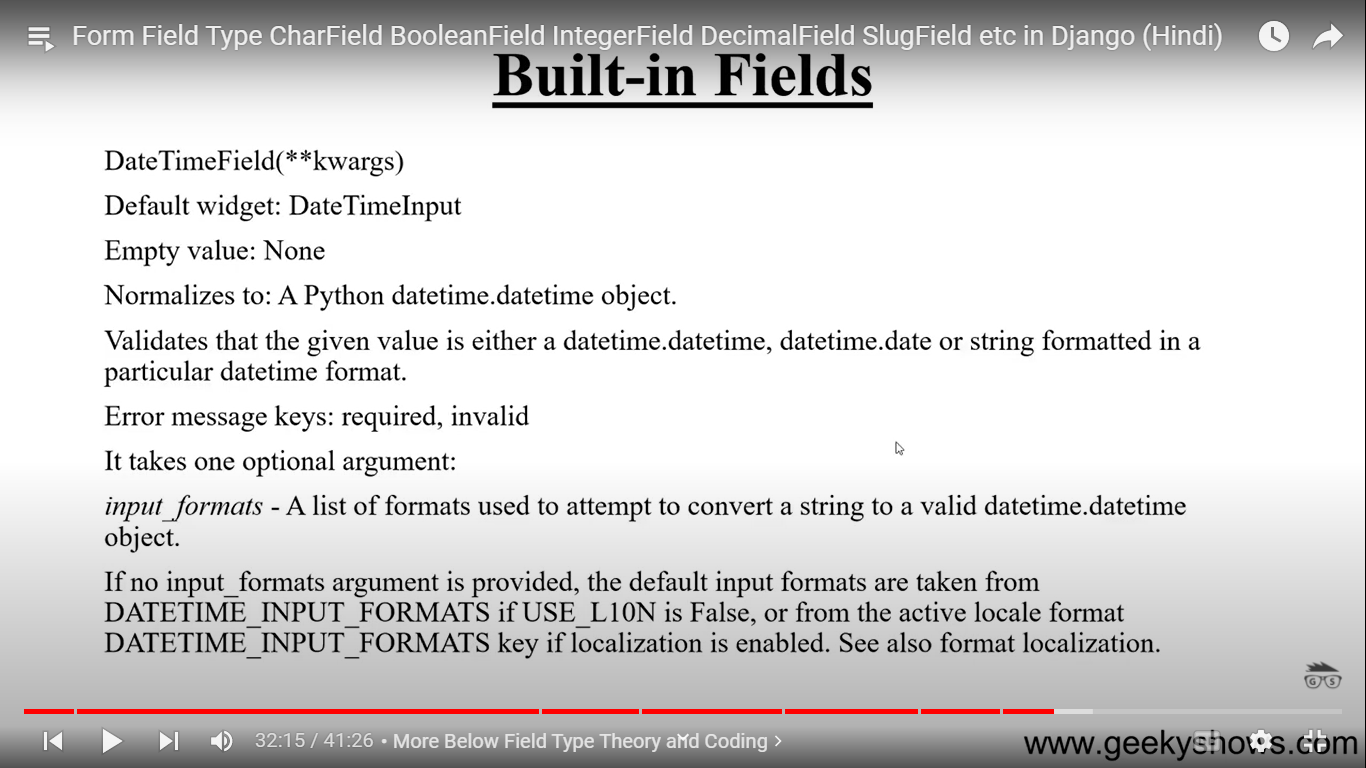 Form Field Type CharField BooleanField IntegerField DecimalField SlugField etc in Django (Hindi)
Built-in Fields
DateTimeField(**kwargs)
Default widget: DateTimeInput
Empty value: None
Normalizes to: A Python datetime.datetime object.
Validates that the given value is either a datetime.datetime, datetime.date or string formatted in a
particular datetime format.
Error message keys: required, invalid
It takes one optional argument:
input_formats - A list of formats used to attempt to convert a string to a valid datetime.datetime
object.
If no input_formats argument is provided, the default input formats are taken from
DATETIME_INPUT_FORMATS if USE_L10N is False, or from the active locale format
DATETIME_INPUT_FORMATS key if localization is enabled. See also format localization.
G S
32:15 / 41:26 • More Below Field Type Theory and Coding >
www.geekyshows.com